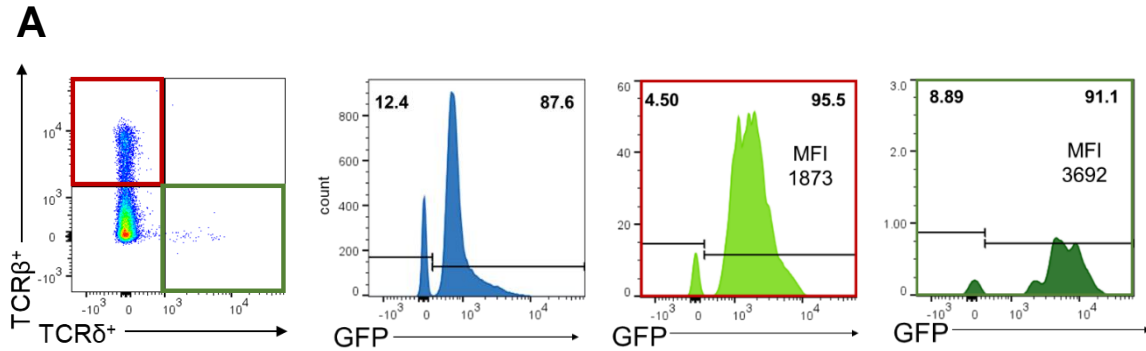 A
TCRβ⁺
10⁴
10³
0
-10³
-10³ 0 10³ 10⁴
TCRδ⁺
12.4 87.6
count
800
600
400
200
0
-10³ 0 10³ 10⁴
GFP
4.50 95.5
MFI
1873
60
40
20
0
-10³ 0 10³ 10⁴
GFP
8.89 91.1
MFI
3692
3.0
2.0
1.00
0
-10³ 0 10³ 10⁴
GFP